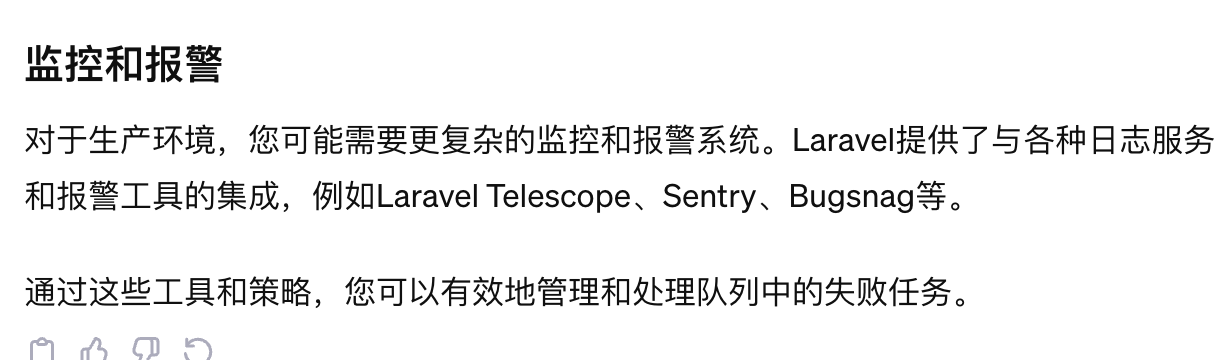 监控和报警
对于生产环境，您可能需要更复杂的监控和报警系统。Laravel提供了与各种日志服务
和报警工具的集成，例如Laravel Telescope、Sentry、Bugsnag等。
通过这些工具和策略，您可以有效地管理和处理队列中的失败任务。